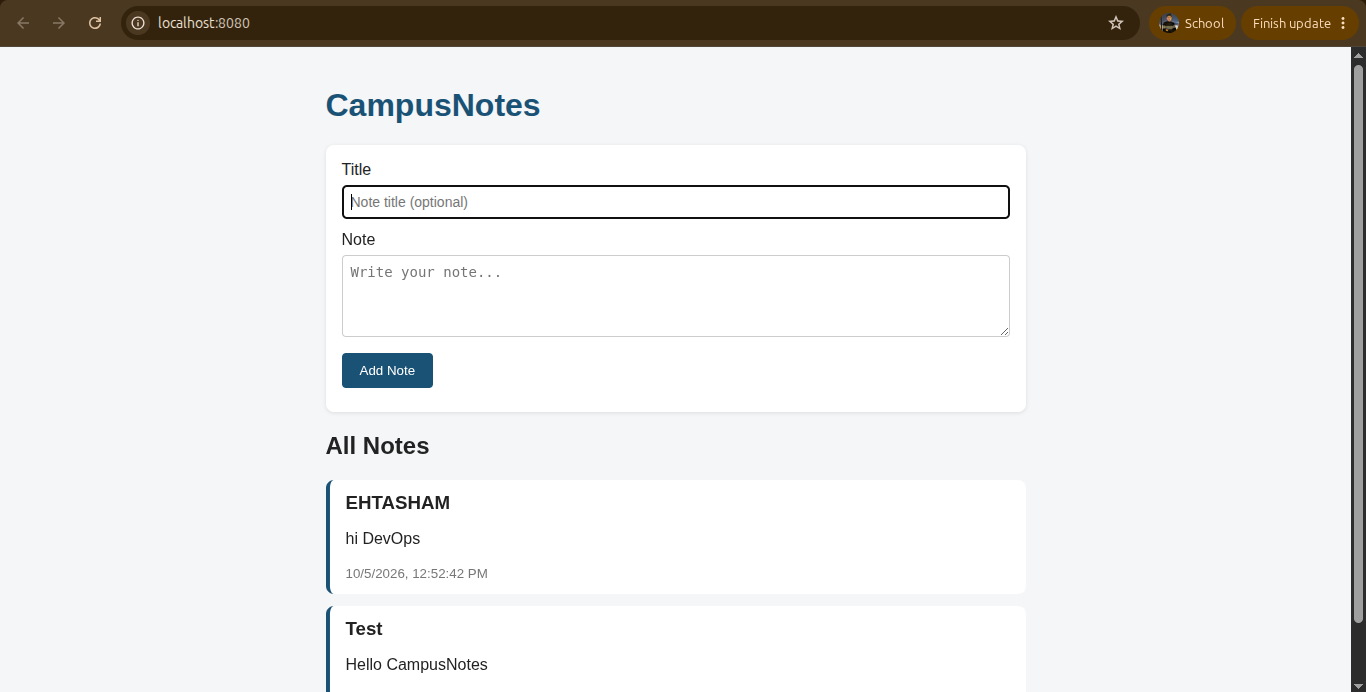 localhost:8080
School
Finish update
CampusNotes
Title
Note title (optional)
Note
Write your note...
Add Note
All Notes
EHTASHAM
hi DevOps
10/5/2026, 12:52:42 PM
Test
Hello CampusNotes